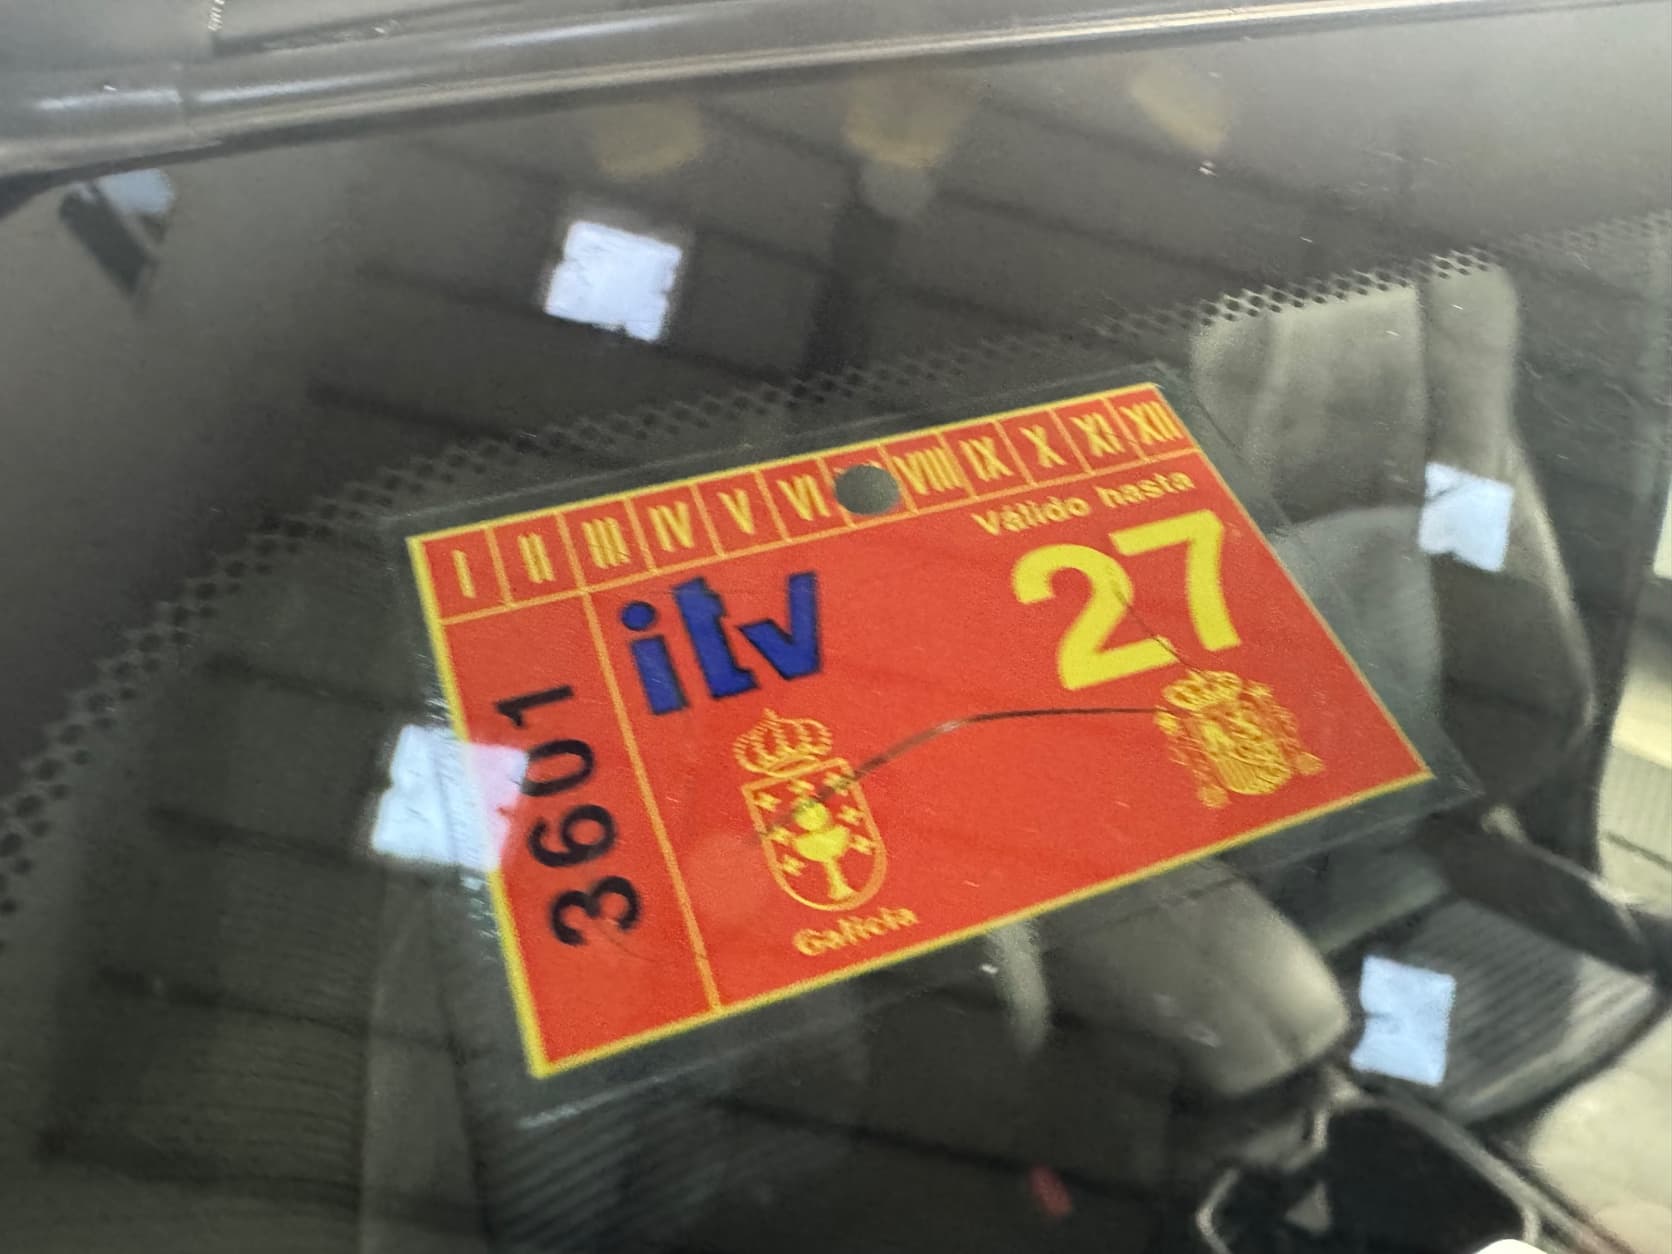 I II III IV V VI VIII IX X XI XII
Válido hasta
27
itv
3601
Galicia